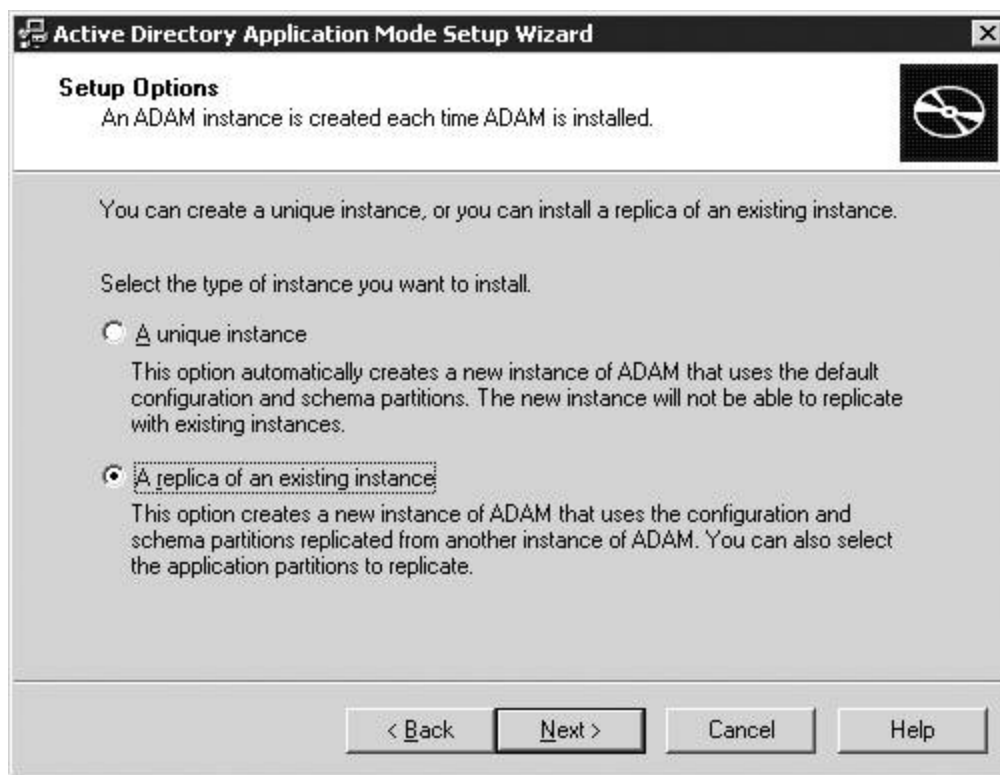 Active Directory Application Mode Setup Wizard
Setup Options
An ADAM instance is created each time ADAM is installed.
You can create a unique instance, or you can install a replica of an existing instance.
Select the type of instance you want to install.
A unique instance
This option automatically creates a new instance of ADAM that uses the default
configuration and schema partitions. The new instance will not be able to replicate
with existing instances.
A replica of an existing instance
This option creates a new instance of ADAM that uses the configuration and
schema partitions replicated from another instance of ADAM. You can also select
the application partitions to replicate.
< Back Next > Cancel Help